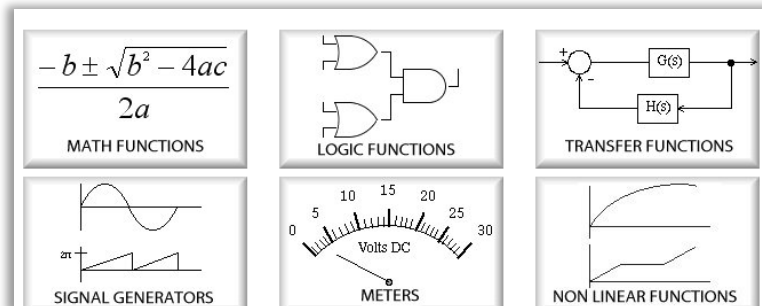 -b ± √b² - 4ac
2a
MATH FUNCTIONS
LOGIC FUNCTIONS
+
G(s)
-
H(s)
TRANSFER FUNCTIONS
2π
SIGNAL GENERATORS
0 5 10 15 20 25 30
Volts DC
METERS
NON LINEAR FUNCTIONS